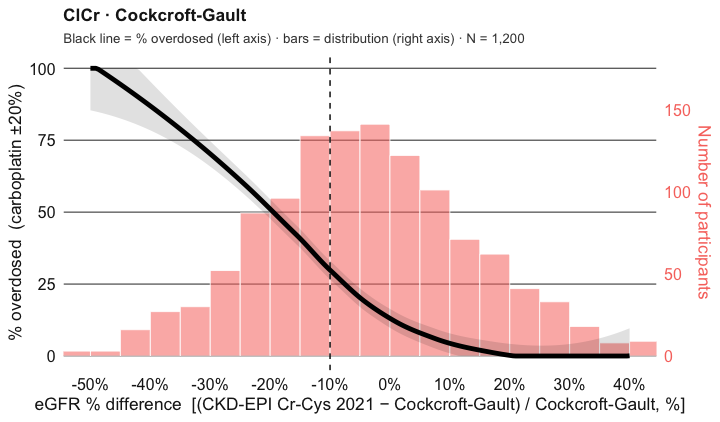 ClCr · Cockcroft-Gault
Black line = % overdosed (left axis) · bars = distribution (right axis) · N = 1,200
% overdosed  (carboplatin ±20%)
100
75
50
25
0
150
100
50
0
Number of participants
-50% -40% -30% -20% -10% 0% 10% 20% 30% 40%
eGFR % difference  [(CKD-EPI Cr-Cys 2021 − Cockcroft-Gault) / Cockcroft-Gault, %]